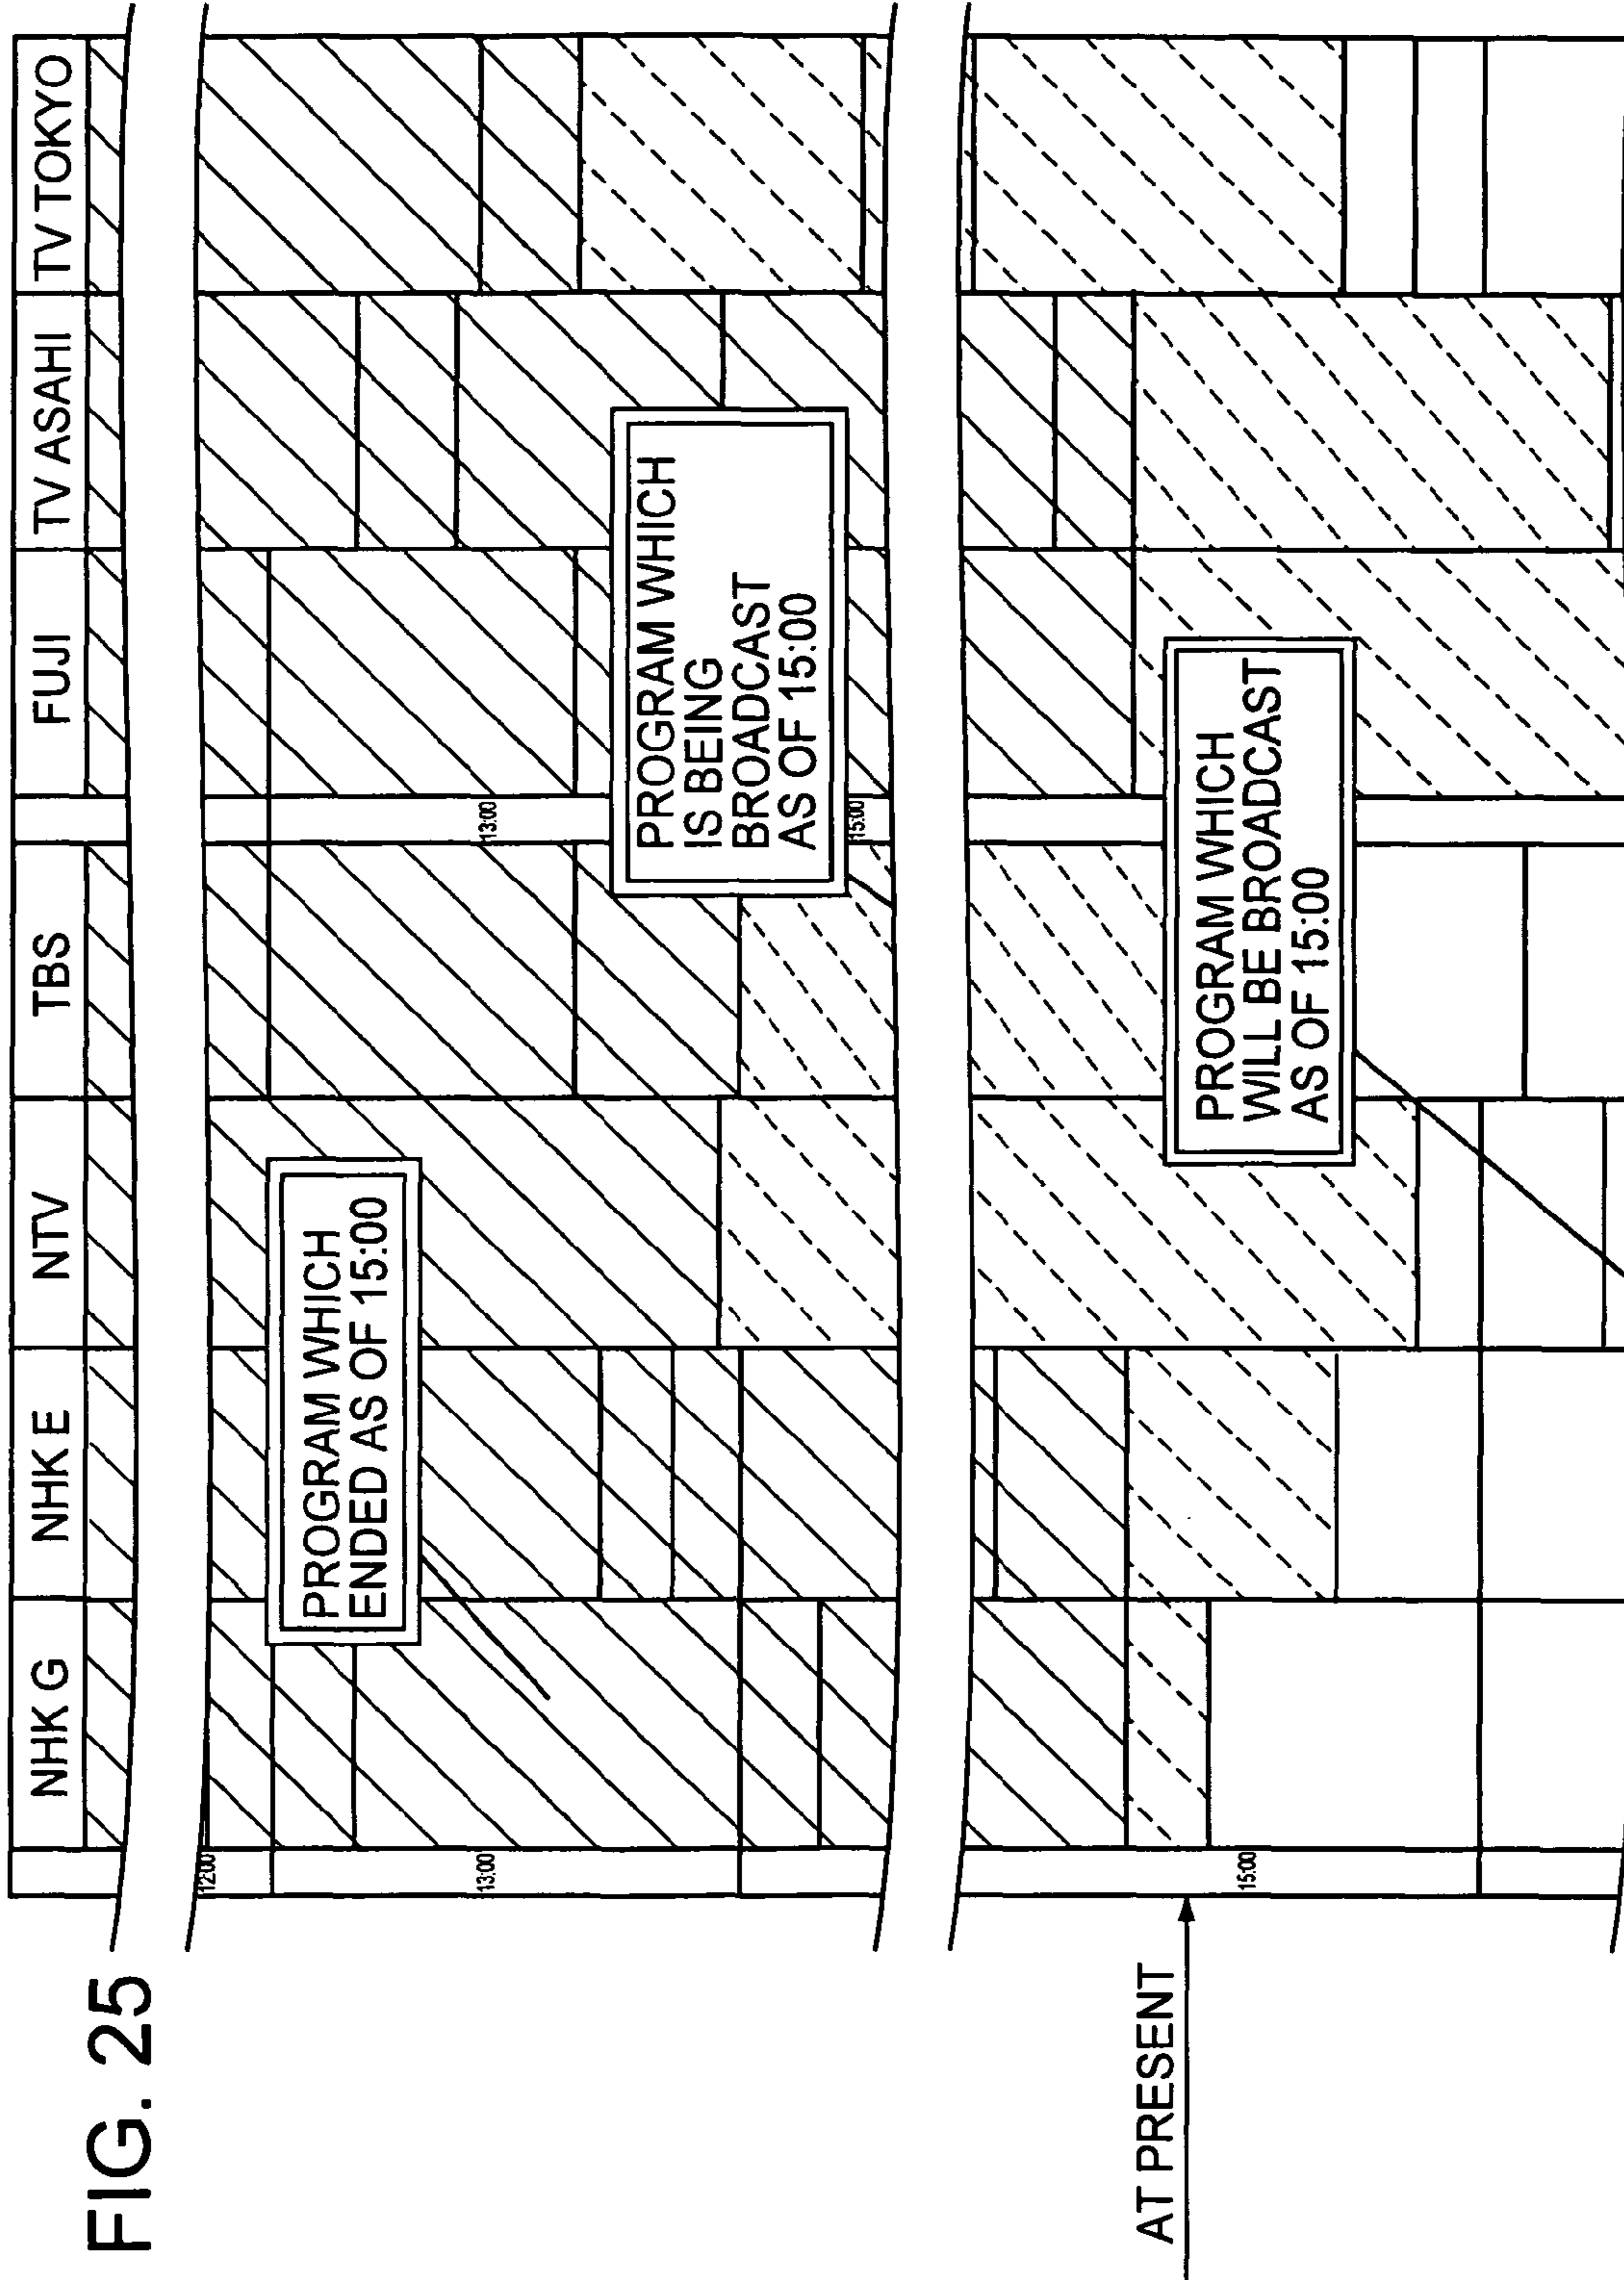 FIG. 25
NHK G
NHK E
NTV
TBS
FUJI
TV ASAHI
TV TOKYO
12:00
13:00
13:00
PROGRAM WHICH
ENDED AS OF 15:00
PROGRAM WHICH
IS BEING
BROADCAST
AS OF 15:00
15:00
AT PRESENT
15:00
PROGRAM WHICH
WILL BE BROADCAST
AS OF 15:00